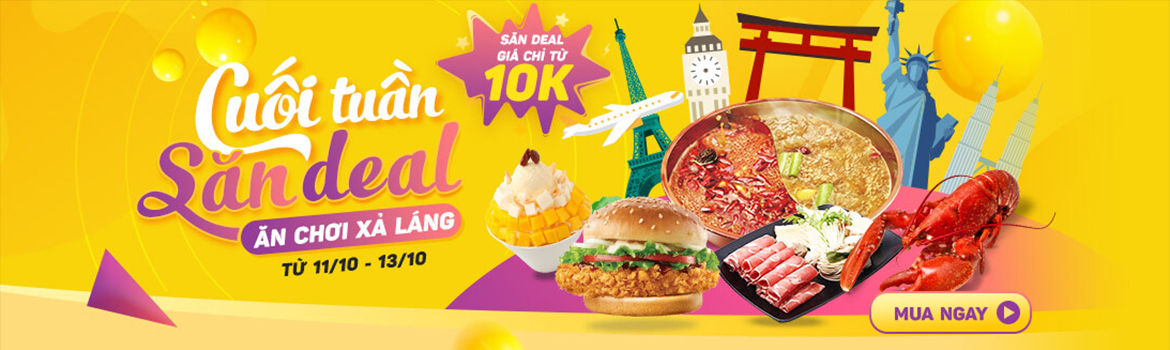 Cuối tuần
Săn deal
ĂN CHƠI XẢ LÁNG
TỪ 11/10 - 13/10
SĂN DEAL
GIÁ CHỈ TỪ
10K
MUA NGAY